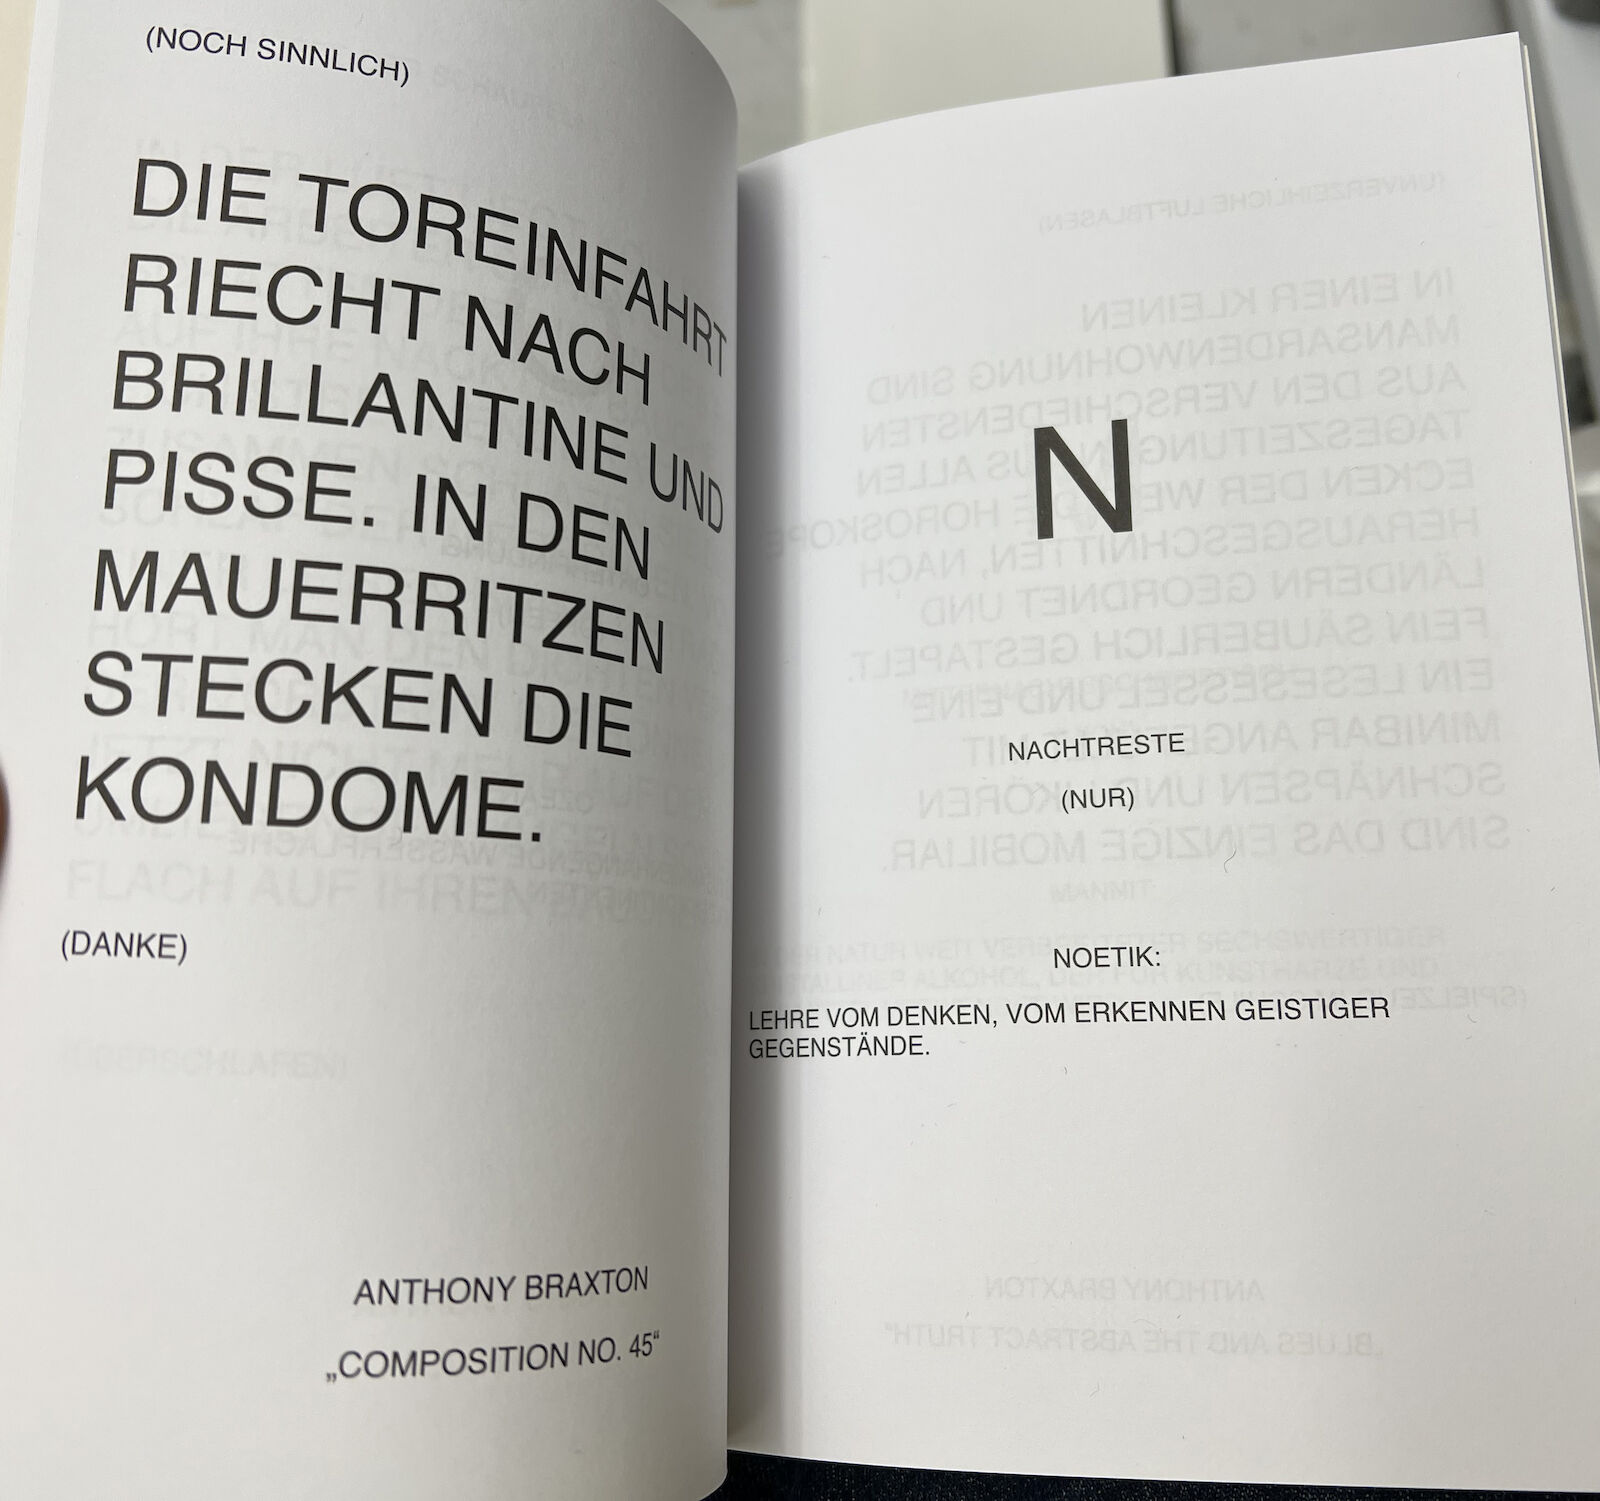 (NOCH SINNLICH)
DIE TOREINFAHRT
RIECHT NACH
BRILLANTINE UND
PISSE. IN DEN
MAUERRITZEN
STECKEN DIE
KONDOME.
(DANKE)
ANTHONY BRAXTON
„COMPOSITION NO. 45“
N
NACHTRESTE
(NUR)
NOETIK:
LEHRE VOM DENKEN, VOM ERKENNEN GEISTIGER
GEGENSTÄNDE.